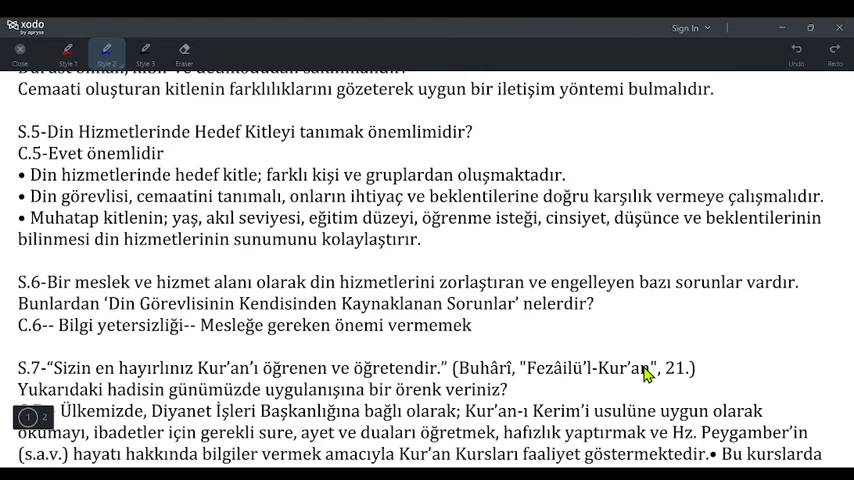 xodo
by apryse
Sign In
Close
Style 1
Style 2
Style 3
Eraser
Undo
Redo
Cemaati oluşturan kitlenin farklılıklarını gözeterek uygun bir iletişim yöntemi bulmalıdır.
S.5-Din Hizmetlerinde Hedef Kitleyi tanımak önemlimidir?
C.5-Evet önemlidir
• Din hizmetlerinde hedef kitle; farklı kişi ve gruplardan oluşmaktadır.
• Din görevlisi, cemaatini tanımalı, onların ihtiyaç ve beklentilerine doğru karşılık vermeye çalışmalıdır.
• Muhatap kitlenin; yaş, akıl seviyesi, eğitim düzeyi, öğrenme isteği, cinsiyet, düşünce ve beklentilerinin
bilinmesi din hizmetlerinin sunumunu kolaylaştırır.
S.6-Bir meslek ve hizmet alanı olarak din hizmetlerini zorlaştıran ve engelleyen bazı sorunlar vardır.
Bunlardan ‘Din Görevlisinin Kendisinden Kaynaklanan Sorunlar’ nelerdir?
C.6-- Bilgi yetersizliği-- Mesleğe gereken önemi vermemek
S.7-“Sizin en hayırlınız Kur’an’ı öğrenen ve öğretendir.” (Buhârî, "Fezâilü’l-Kur’an", 21.)
Yukarıdaki hadisin günümüzde uygulanışına bir örenk veriniz?
Ülkemizde, Diyanet İşleri Başkanlığına bağlı olarak; Kur’an-ı Kerim’i usulüne uygun olarak
1 2
okumayı, ibadetler için gerekli sure, ayet ve duaları öğretmek, hafızlık yaptırmak ve Hz. Peygamber’in
(s.a.v.) hayatı hakkında bilgiler vermek amacıyla Kur’an Kursları faaliyet göstermektedir.• Bu kurslarda